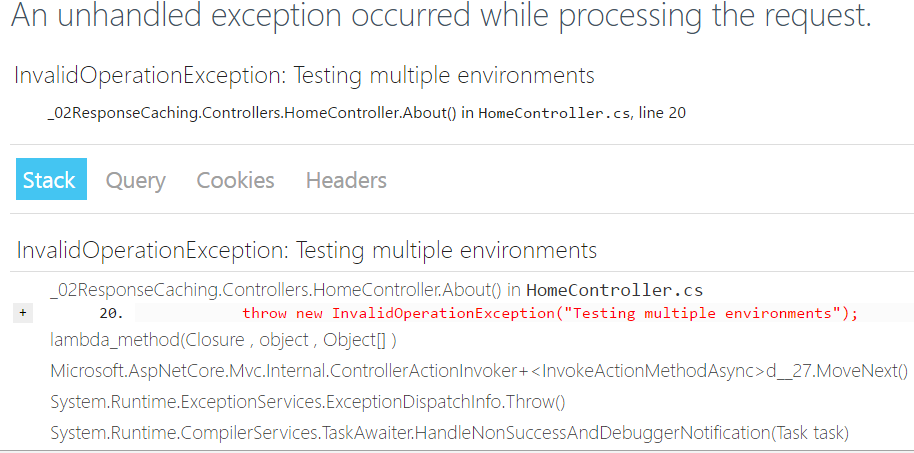 An unhandled exception occurred while processing the request.
InvalidOperationException: Testing multiple environments
_02ResponseCaching.Controllers.HomeController.About() in HomeController.cs, line 20
Stack Query Cookies Headers
InvalidOperationException: Testing multiple environments
_02ResponseCaching.Controllers.HomeController.About() in HomeController.cs
+ 20. throw new InvalidOperationException("Testing multiple environments");
lambda_method(Closure , object , Object[] )
Microsoft.AspNetCore.Mvc.Internal.ControllerActionInvoker+<InvokeActionMethodAsync>d__27.MoveNext()
System.Runtime.ExceptionServices.ExceptionDispatchInfo.Throw()
System.Runtime.CompilerServices.TaskAwaiter.HandleNonSuccessAndDebuggerNotification(Task task)